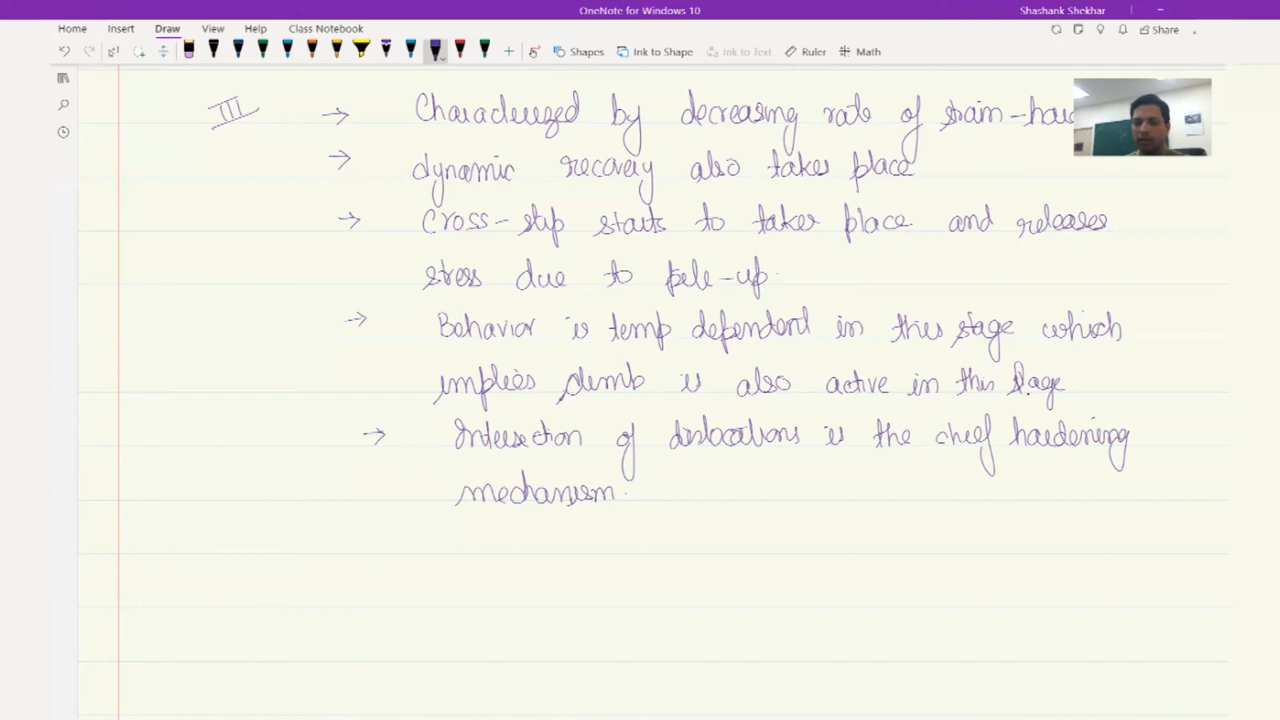 OneNote for Windows 10
Shashank Shekhar
Home Insert Draw View Help Class Notebook
Share
Shapes Ink to Shape Ink to Text Ruler Math
III → Characterized by decreasing rate of strain-har
→ dynamic recovery also takes place
→ Cross-slip starts to takes place and releases
stress due to pile-up.
→ Behavior is temp dependent in this stage which
implies climb is also active in this stage
→ Intersection of dislocations is the chief hardening
mechanism.